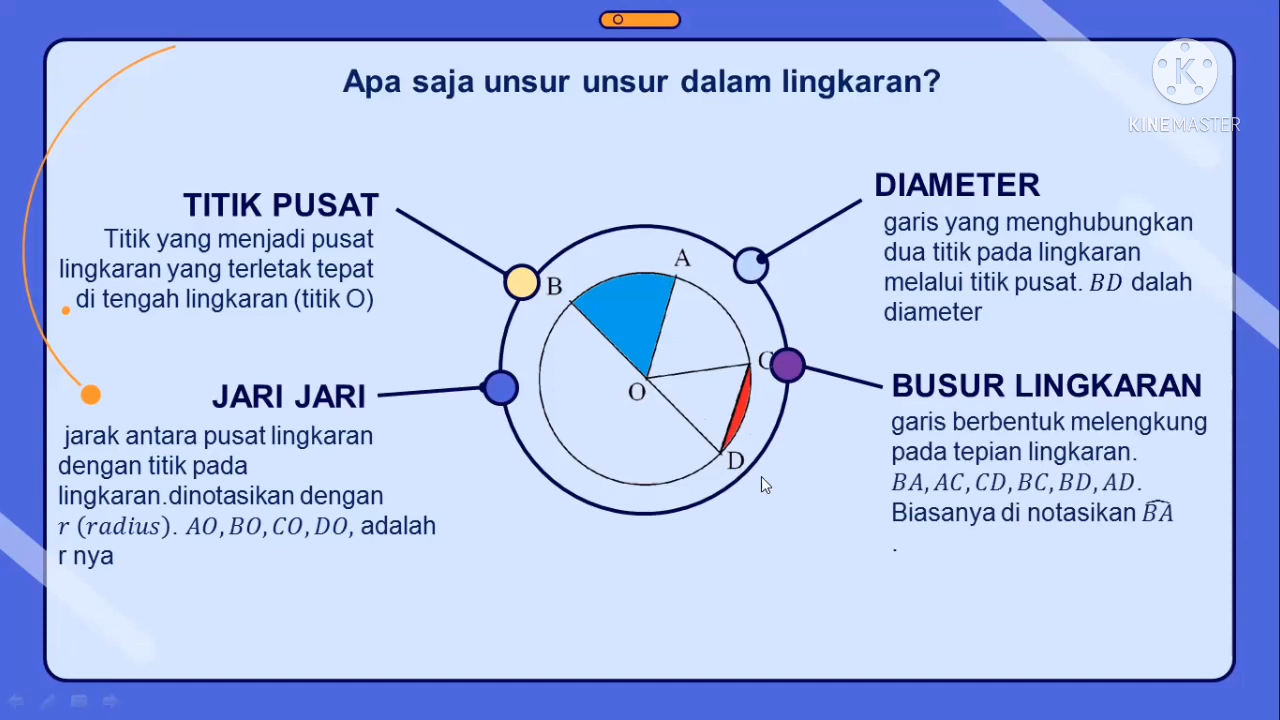 Apa saja unsur unsur dalam lingkaran?
KINEMASTER
TITIK PUSAT
Titik yang menjadi pusat
lingkaran yang terletak tepat
di tengah lingkaran (titik O)
JARI JARI
jarak antara pusat lingkaran
dengan titik pada
lingkaran.dinotasikan dengan
r (radius). AO, BO, CO, DO, adalah
r nya
A
B
C
O
D
DIAMETER
garis yang menghubungkan
dua titik pada lingkaran
melalui titik pusat. BD dalah
diameter
BUSUR LINGKARAN
garis berbentuk melengkung
pada tepian lingkaran.
BA, AC, CD, BC, BD, AD.
Biasanya di notasikan B͡A
.